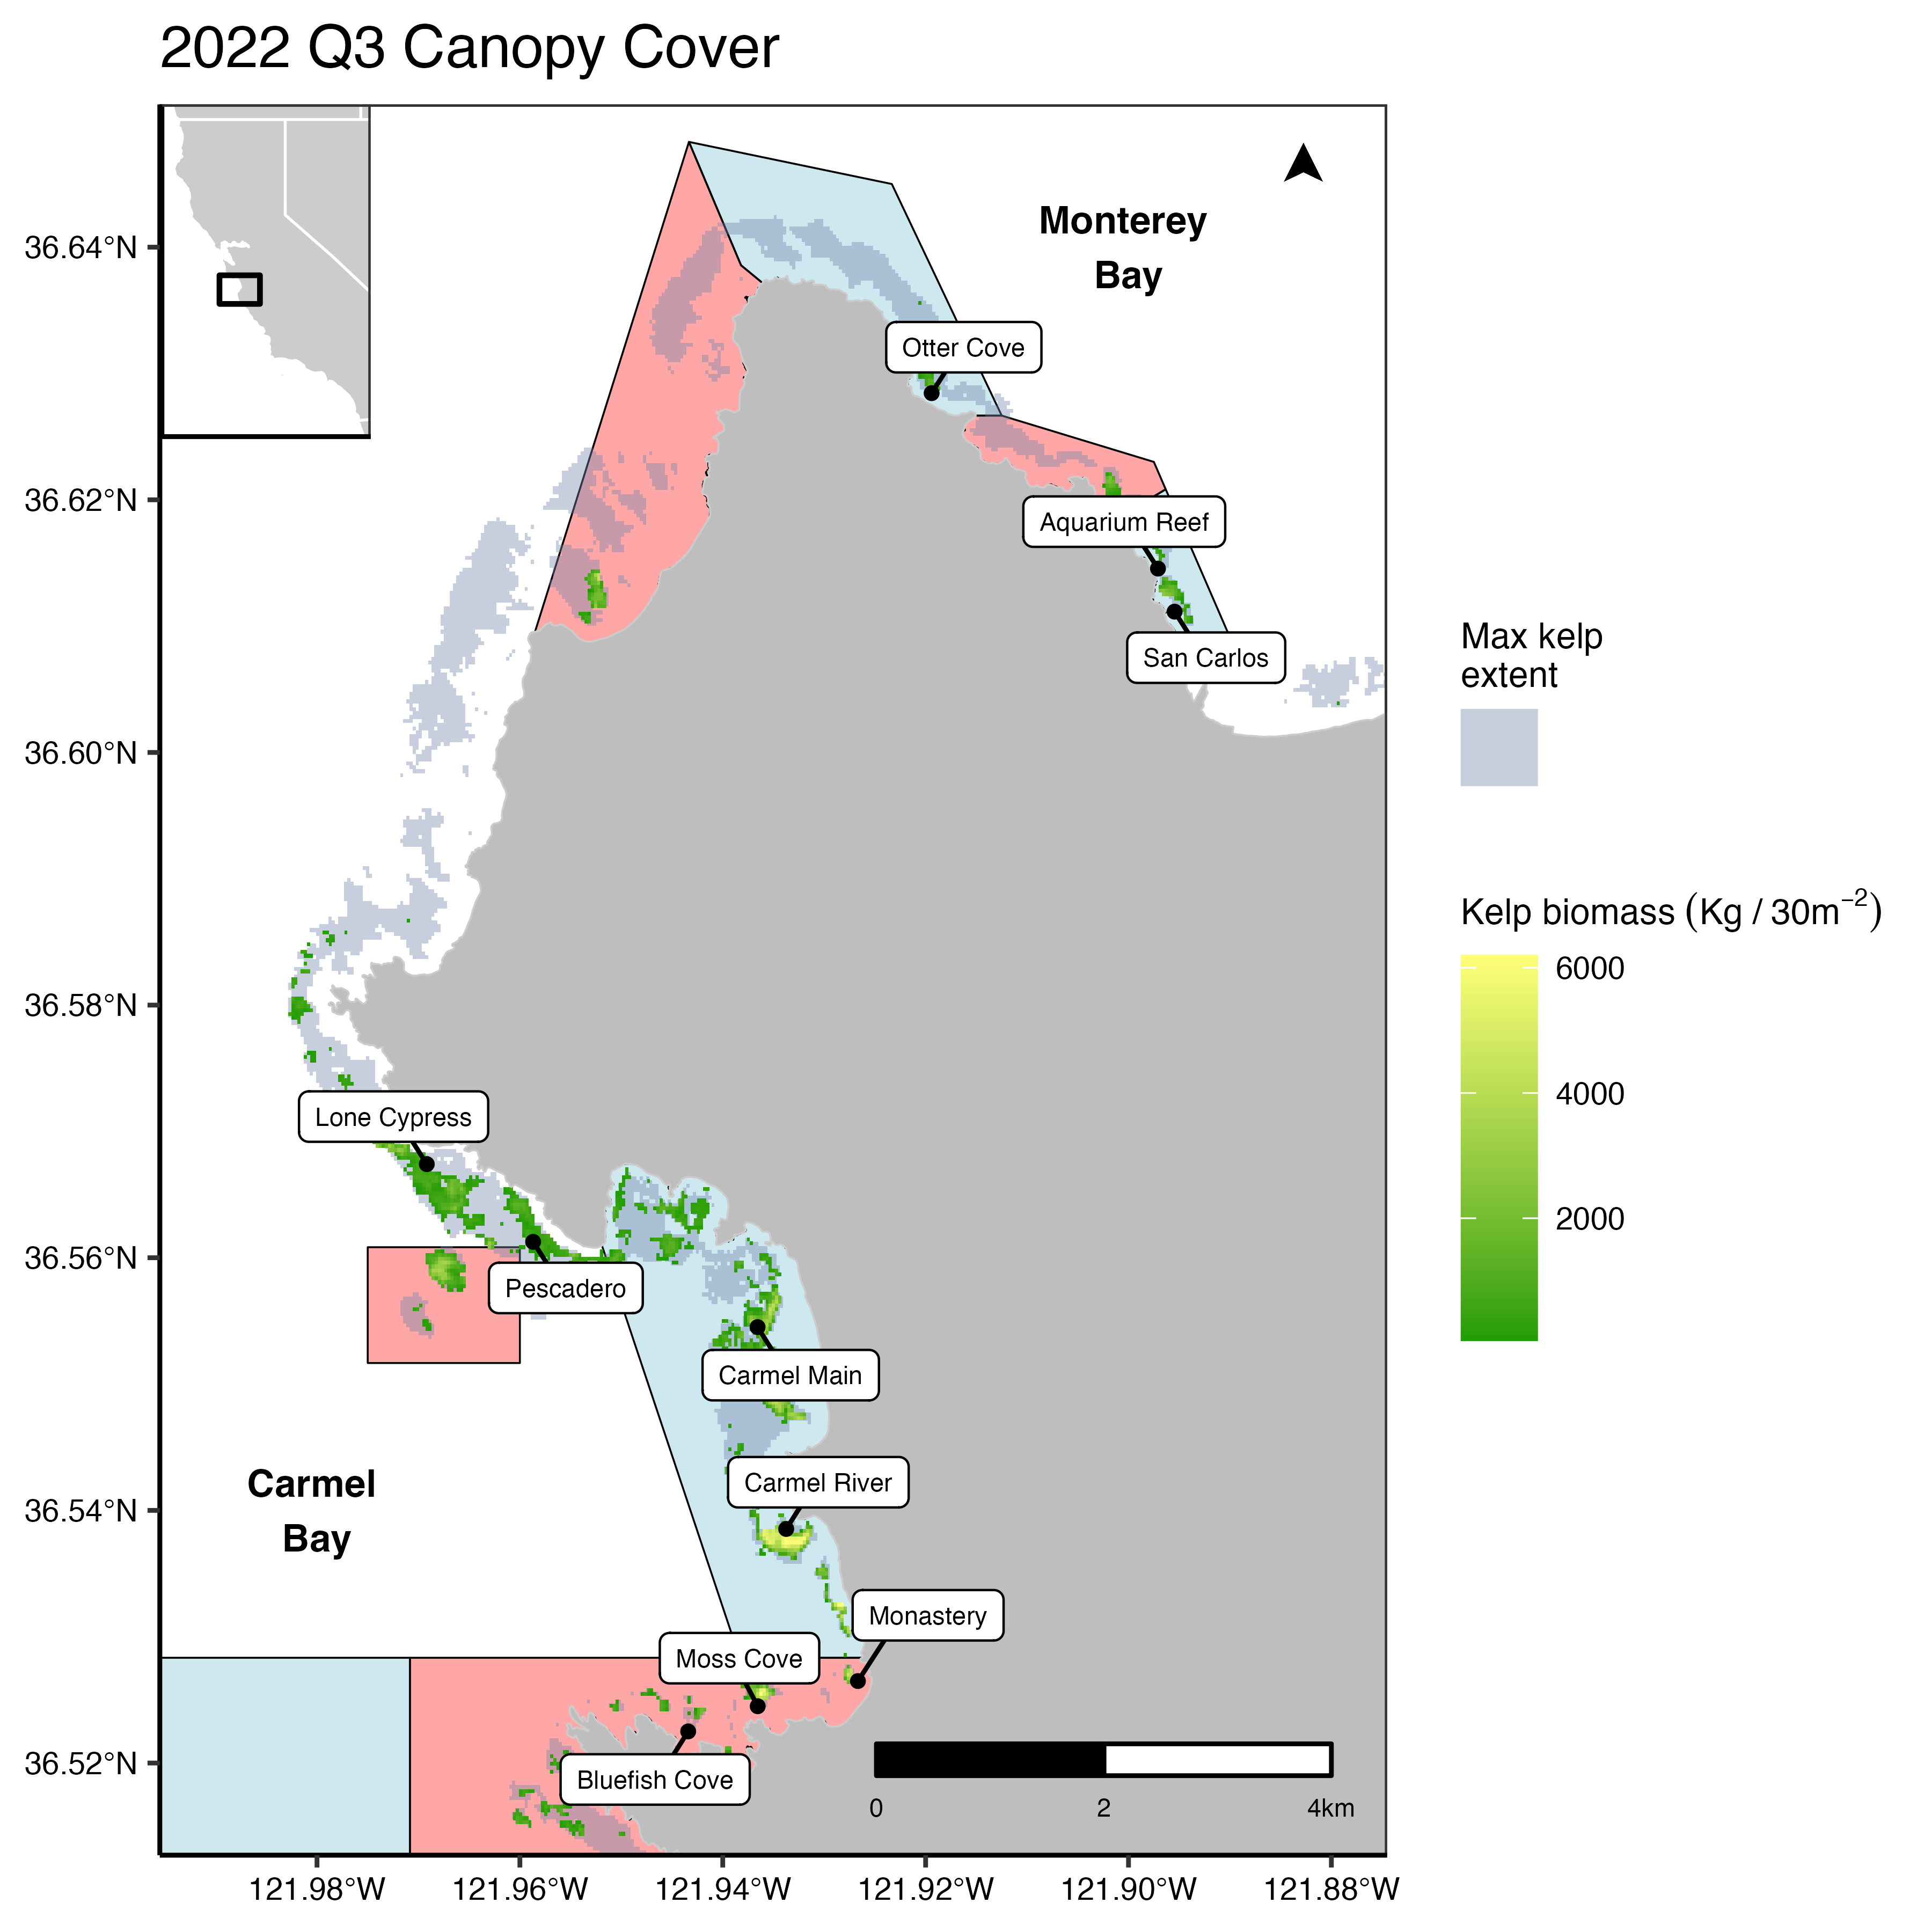 2022 Q3 Canopy Cover
Monterey
Bay
36.64°N
Otter Cove
36.62°N
Aquarium Reef
San Carlos
36.60°N
36.58°N
Lone Cypress
36.56°N
Pescadero
Carmel Main
Carmel River
Carmel
Bay
36.54°N
Monastery
Moss Cove
36.52°N
Bluefish Cove
0 2 4km
121.98°W 121.96°W 121.94°W 121.92°W 121.90°W 121.88°W
Max kelp
extent
Kelp biomass (Kg / 30m⁻²)
6000
4000
2000